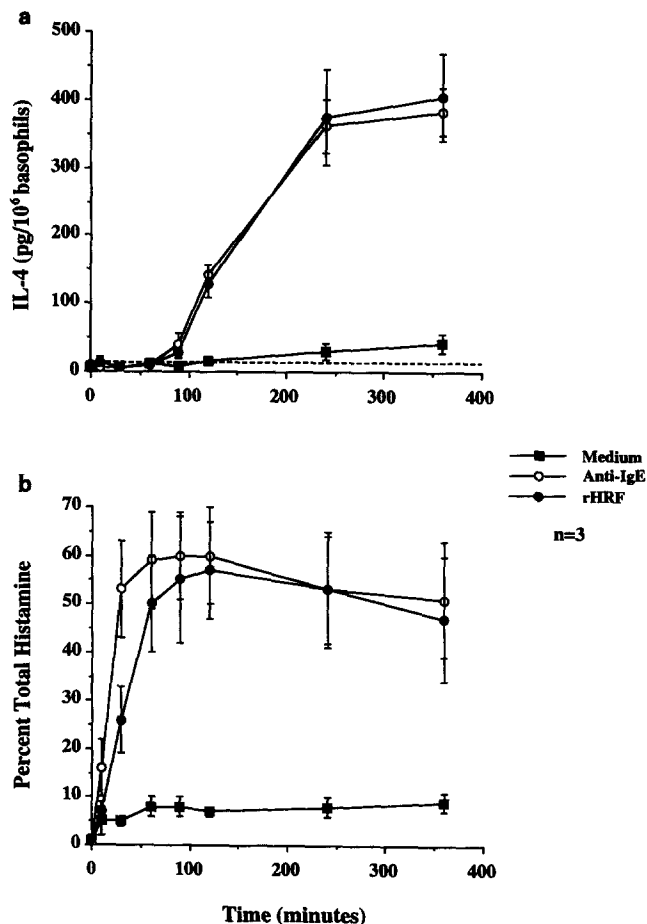 a
500
400
300
200
100
0
IL-4 (pg/10⁶ basophils)
0 100 200 300 400
Medium
Anti-IgE
rHRF
n=3
b
70
60
50
40
30
20
10
0
Percent Total Histamine
0 100 200 300 400
Time (minutes)